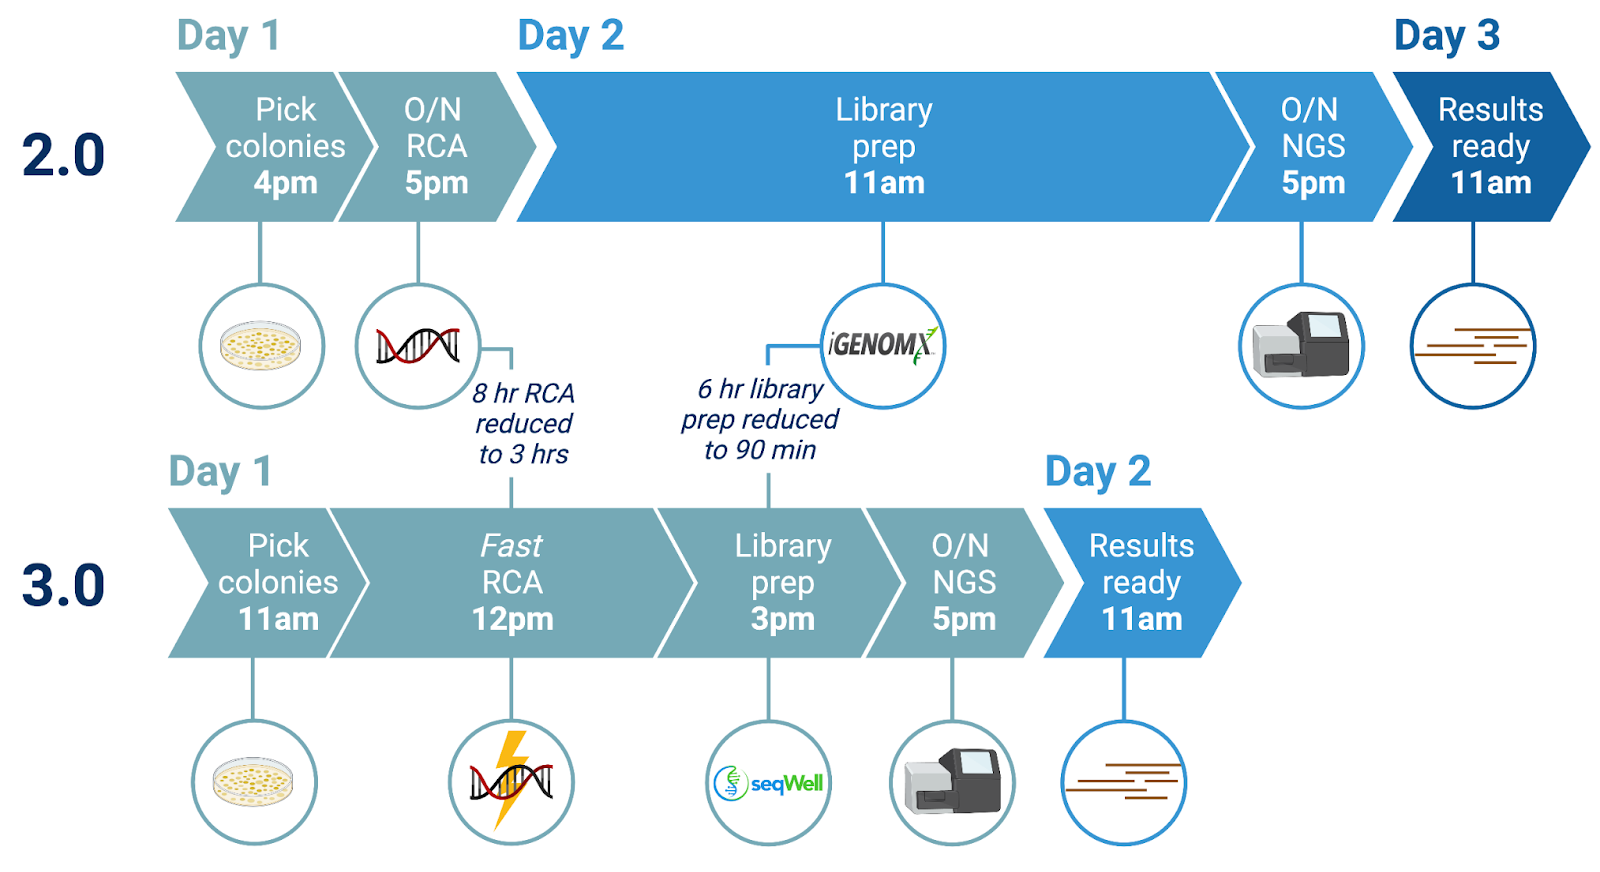 Day 1
Day 2
Day 3
2.0
Pick
colonies
4pm
O/N
RCA
5pm
Library
prep
11am
O/N
NGS
5pm
Results
ready
11am
iGENOMX
8 hr RCA
reduced
to 3 hrs
6 hr library
prep reduced
to 90 min
Day 1
Day 2
3.0
Pick
colonies
11am
Fast
RCA
12pm
Library
prep
3pm
O/N
NGS
5pm
Results
ready
11am
seqWell